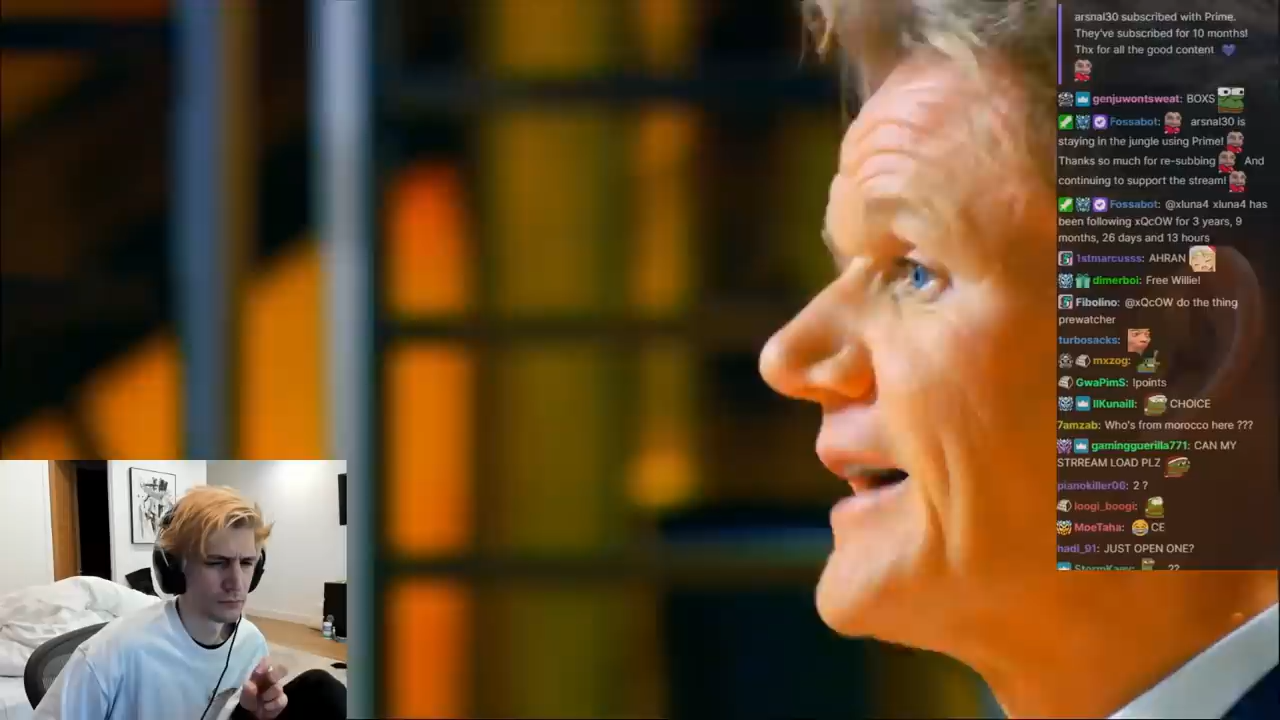 arsnal30 subscribed with Prime.
They've subscribed for 10 months!
Thx for all the good content
genjuwontsweat: BOXS
Fossabot: arsnal30 is
staying in the jungle using Prime!
Thanks so much for re-subbing And
continuing to support the stream!
Fossabot: @xluna4 xluna4 has
been following xQcOW for 3 years, 9
months, 26 days and 13 hours
1stmarcusss: AHRAN
dimerboi: Free Willie!
Fibolino: @xQcOW do the thing
prewatcher
turbosacks:
mxzog:
GwaPimS: !points
IlKunaill: CHOICE
7amzab: Who's from morocco here ???
gamingguerilla771: CAN MY
STRREAM LOAD PLZ
pianokiller06: 2 ?
loogi_boogi:
MoeTaha: CE
hadi_91: JUST OPEN ONE?
??